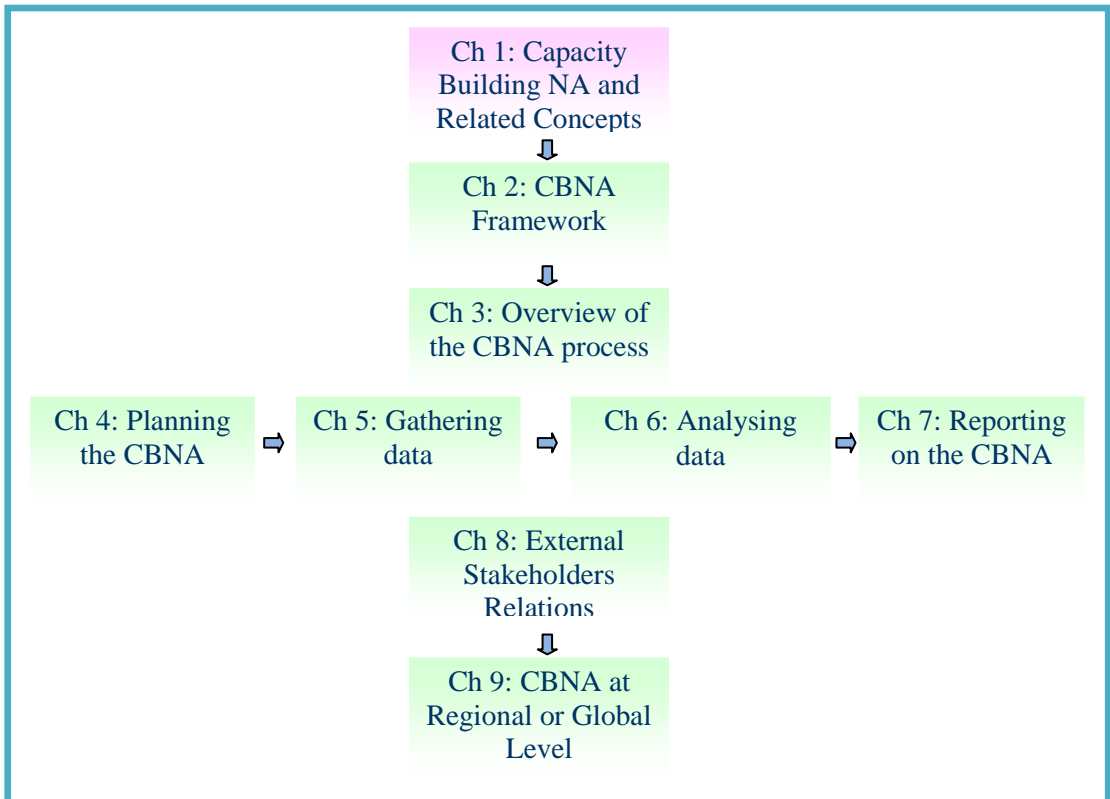 Ch 1: Capacity
Building NA and
Related Concepts
Ch 2: CBNA
Framework
Ch 3: Overview of
the CBNA process
Ch 4: Planning
the CBNA
Ch 5: Gathering
data
Ch 6: Analysing
data
Ch 7: Reporting
on the CBNA
Ch 8: External
Stakeholders
Relations
Ch 9: CBNA at
Regional or Global
Level